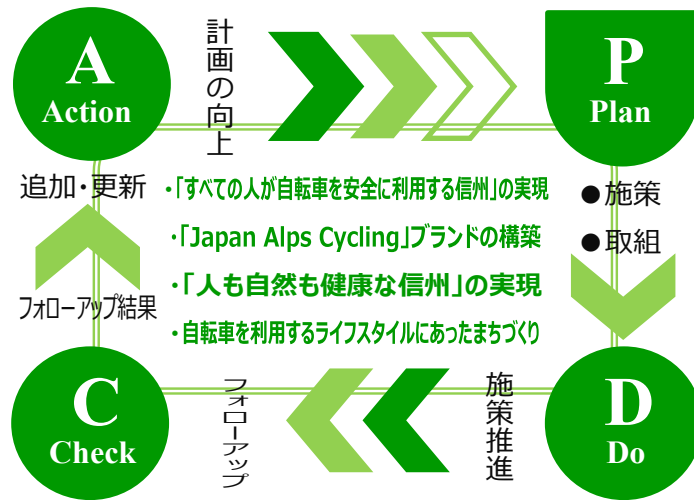 A
Action
計画の向上
P
Plan
追加・更新
フォローアップ結果
・「すべての人が自転車を安全に利用する信州」の実現
・「Japan Alps Cycling」ブランドの構築
・「人も自然も健康な信州」の実現
・自転車を利用するライフスタイルにあったまちづくり
●施策
●取組
C
Check
フォローアップ
施策推進
D
Do